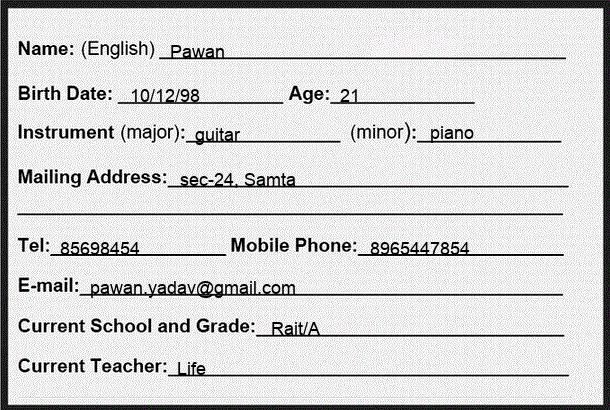 Name: (English) Pawan
Birth Date: 10/12/98 Age: 21
Instrument (major): guitar (minor): piano
Mailing Address: sec-24, Samta
Tel: 85698454 Mobile Phone: 8965447854
E-mail: pawan.yadav@gmail.com
Current School and Grade: Rait/A
Current Teacher: Life